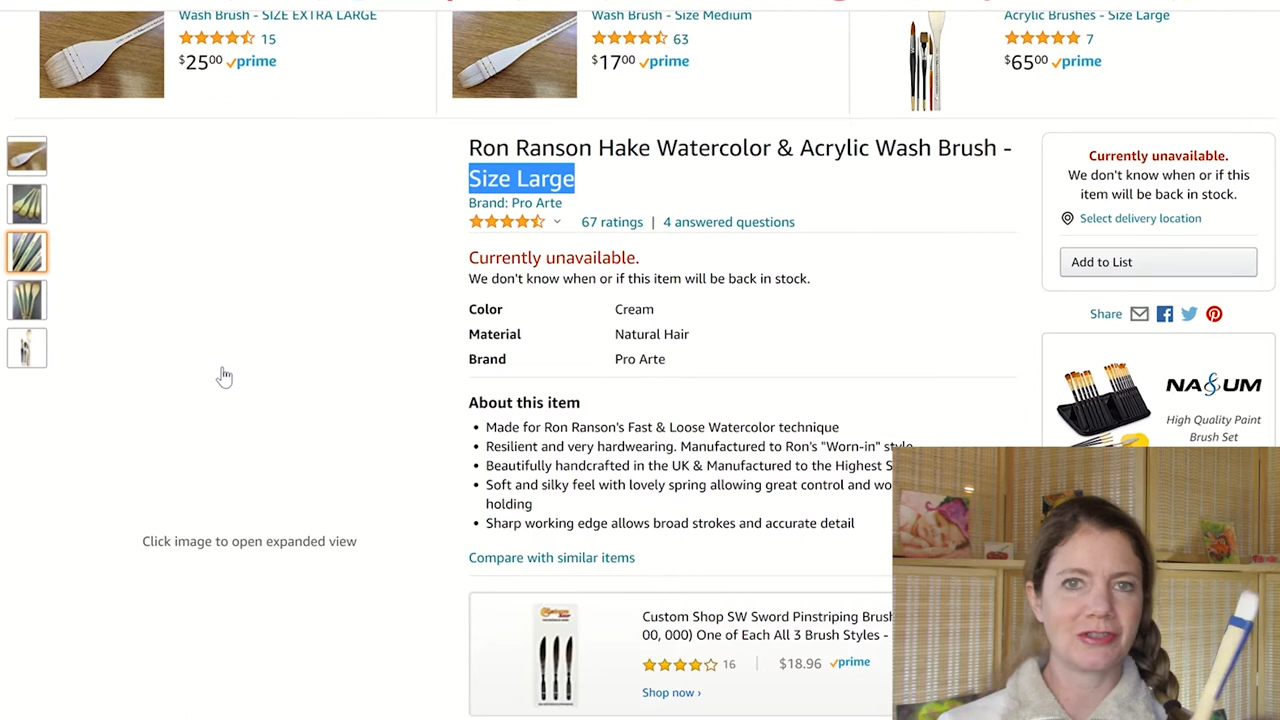 Wash Brush - SIZE EXTRA LARGE
15
$25.00 prime
Wash Brush - Size Medium
63
$17.00 prime
Acrylic Brushes - Size Large
7
$65.00 prime
Ron Ranson Hake Watercolor & Acrylic Wash Brush -
Size Large
Brand: Pro Arte
67 ratings | 4 answered questions
Currently unavailable.
We don't know when or if this item will be back in stock.
Color Cream
Material Natural Hair
Brand Pro Arte
About this item
• Made for Ron Ranson's Fast & Loose Watercolor technique
• Resilient and very hardwearing. Manufactured to Ron's "Worn-in" style
• Beautifully handcrafted in the UK & Manufactured to the Highest S
• Soft and silky feel with lovely spring allowing great control and wo
holding
• Sharp working edge allows broad strokes and accurate detail
Compare with similar items
Click image to open expanded view
Custom Shop SW Sword Pinstriping Brush
00, 000) One of Each All 3 Brush Styles -
16 | $18.96 prime
Shop now ›
Currently unavailable.
We don't know when or if this
item will be back in stock.
Select delivery location
Add to List
Share
NA&UM
High Quality Paint
Brush Set